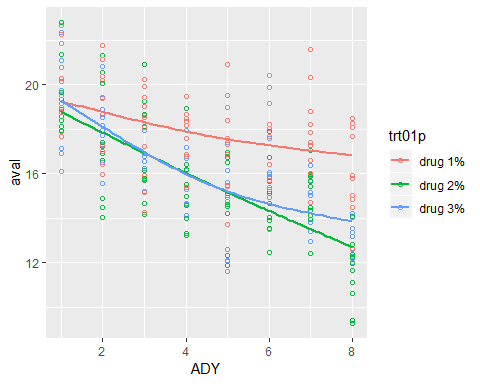 20
16
12
aval
2
4
6
8
ADY
trt01p
drug 1%
drug 2%
drug 3%